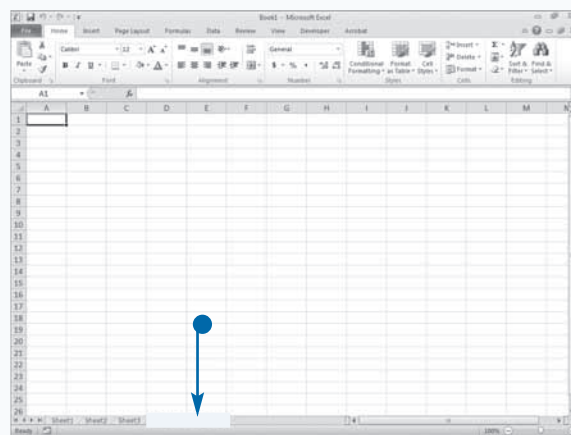 Book1 - Microsoft Excel
File Home Insert Page Layout Formulas Data Review View Developer Acrobat
Calibri 12 A A General Insert Σ
Paste B I U A $ % , Conditional Formatting Format as Table Cell Styles Delete Format Sort & Filter Find & Select
Clipboard Font Alignment Number Styles Cells Editing
A1 fx
A B C D E F G H I J K L M N
1
2
3
4
5
6
7
8
9
10
11
12
13
14
15
16
17
18
19
20
21
22
23
24
25
26
Sheet1 Sheet2 Sheet3
Ready 100%